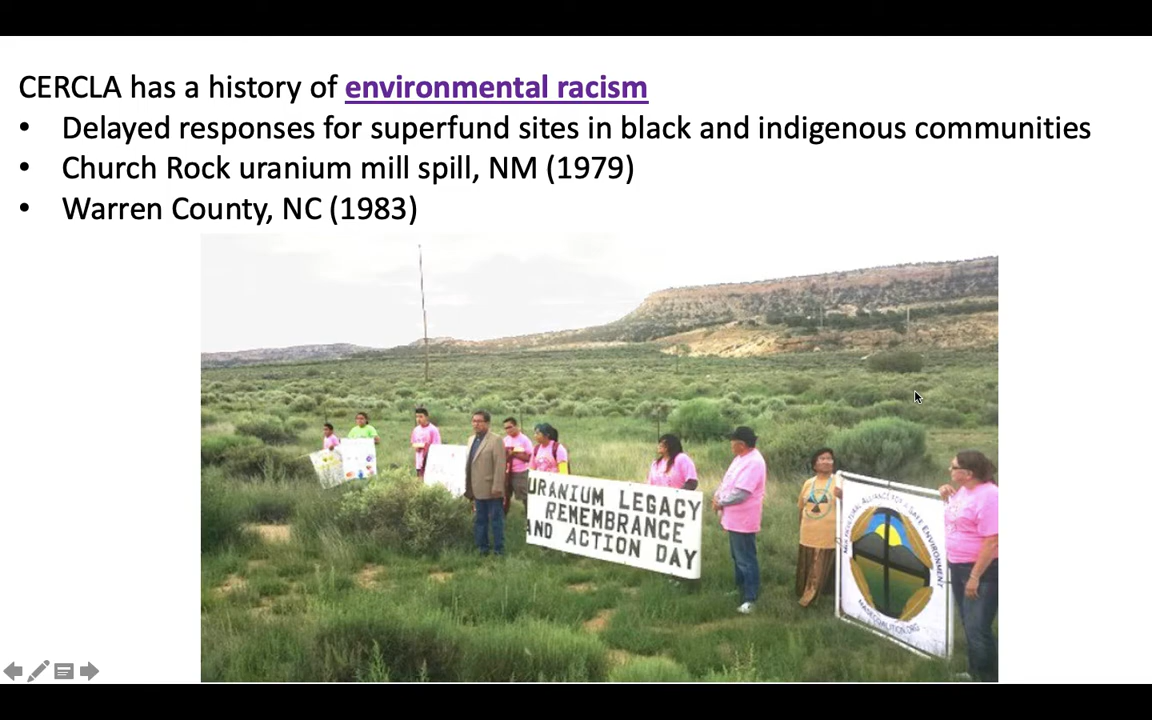 CERCLA has a history of environmental racism
• Delayed responses for superfund sites in black and indigenous communities
• Church Rock uranium mill spill, NM (1979)
• Warren County, NC (1983)
URANIUM LEGACY
REMEMBRANCE
AND ACTION DAY
MULTICULTURAL ALLIANCE FOR A SAFE ENVIRONMENT
MASECOALITION.ORG